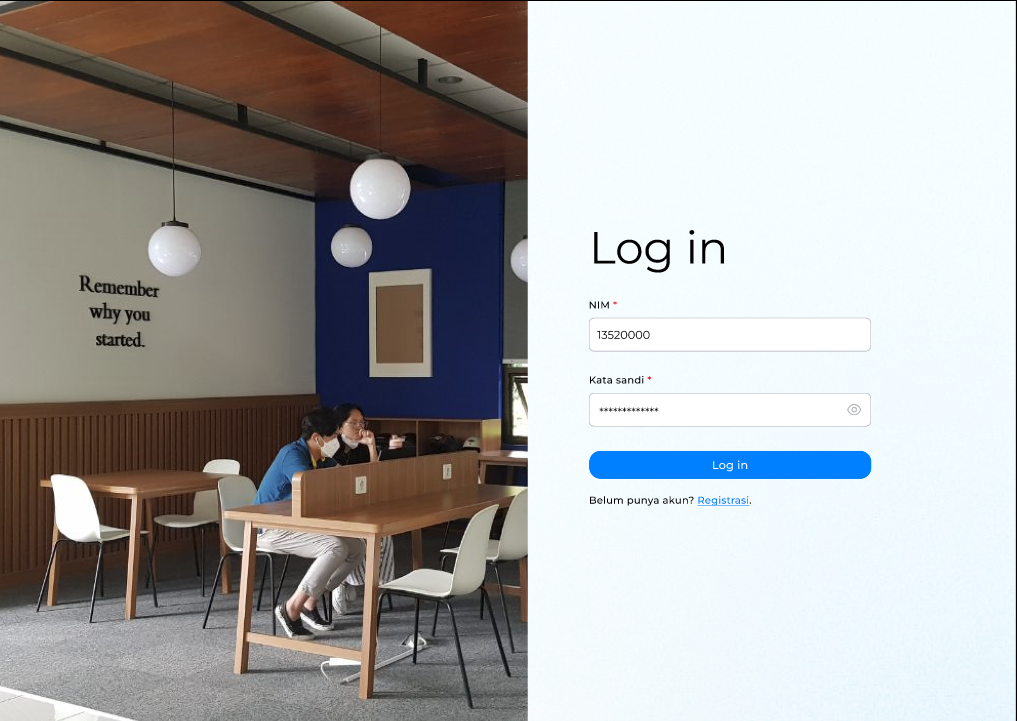 Remember
why you
started.
Log in
NIM *
13520000
Kata sandi *
*************
Log in
Belum punya akun? Registrasi.